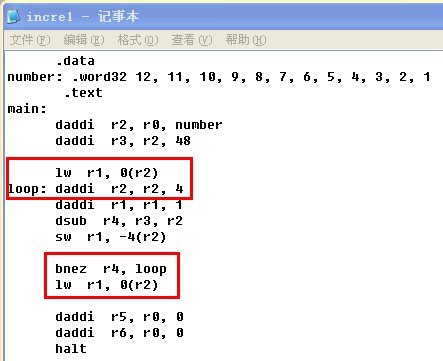 incre1 - 记事本
文件(F) 编辑(E) 格式(O) 查看(V) 帮助(H)
.data
number: .word32 12, 11, 10, 9, 8, 7, 6, 5, 4, 3, 2, 1
.text
main:
daddi r2, r0, number
daddi r3, r2, 48
lw r1, 0(r2)
loop: daddi r2, r2, 4
daddi r1, r1, 1
dsub r4, r3, r2
sw r1, -4(r2)
bnez r4, loop
lw r1, 0(r2)
daddi r5, r0, 0
daddi r6, r0, 0
halt